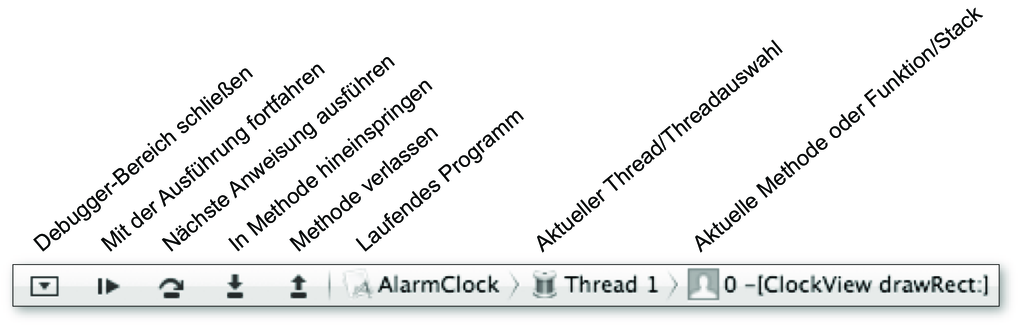 Debugger-Bereich schließen
Mit der Ausführung fortfahren
Nächste Anweisung ausführen
In Methode hineinspringen
Methode verlassen
Laufendes Programm
Aktueller Thread/Threadauswahl
Aktuelle Methode oder Funktion/Stack
AlarmClock Thread 1 0 -[ClockView drawRect:]